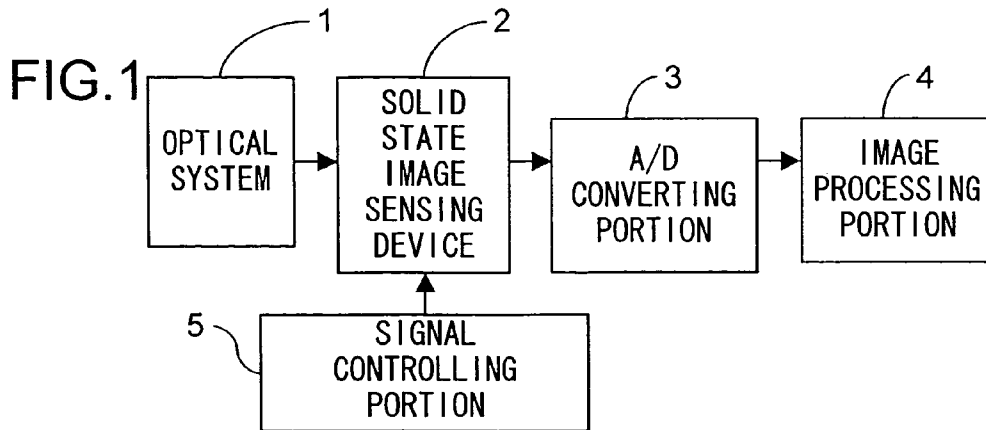 FIG.1
1
OPTICAL
SYSTEM
2
SOLID
STATE
IMAGE
SENSING
DEVICE
3
A/D
CONVERTING
PORTION
4
IMAGE
PROCESSING
PORTION
5
SIGNAL
CONTROLLING
PORTION